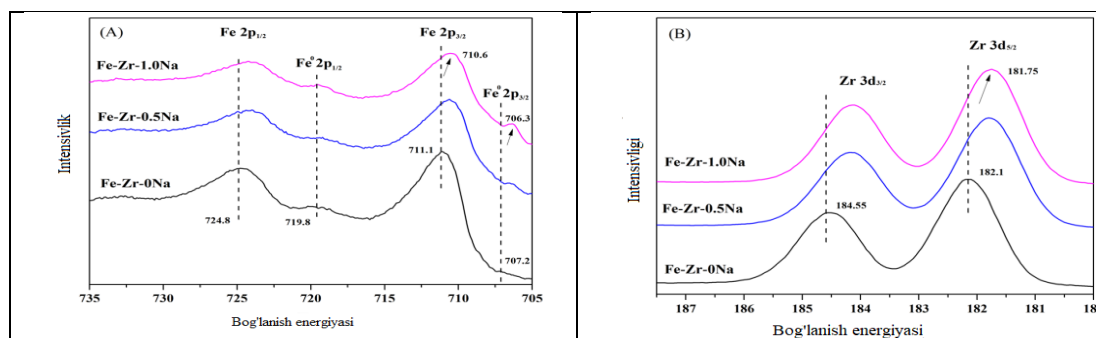 (A)
Fe 2p1/2
Fe 2p3/2
Fe⁰ 2p1/2
710.6
Fe-Zr-1.0Na
Fe⁰ 2p3/2
706.3
Fe-Zr-0.5Na
711.1
Fe-Zr-0Na
724.8
719.8
707.2
Intensivlik
735 730 725 720 715 710 705
Bog'lanish energiyasi
(B)
Zr 3d5/2
Zr 3d3/2
181.75
Fe-Zr-1.0Na
Fe-Zr-0.5Na
182.1
184.55
Fe-Zr-0Na
Intensivligi
187 186 185 184 183 182 181 18
Bog'lanish energiyasi